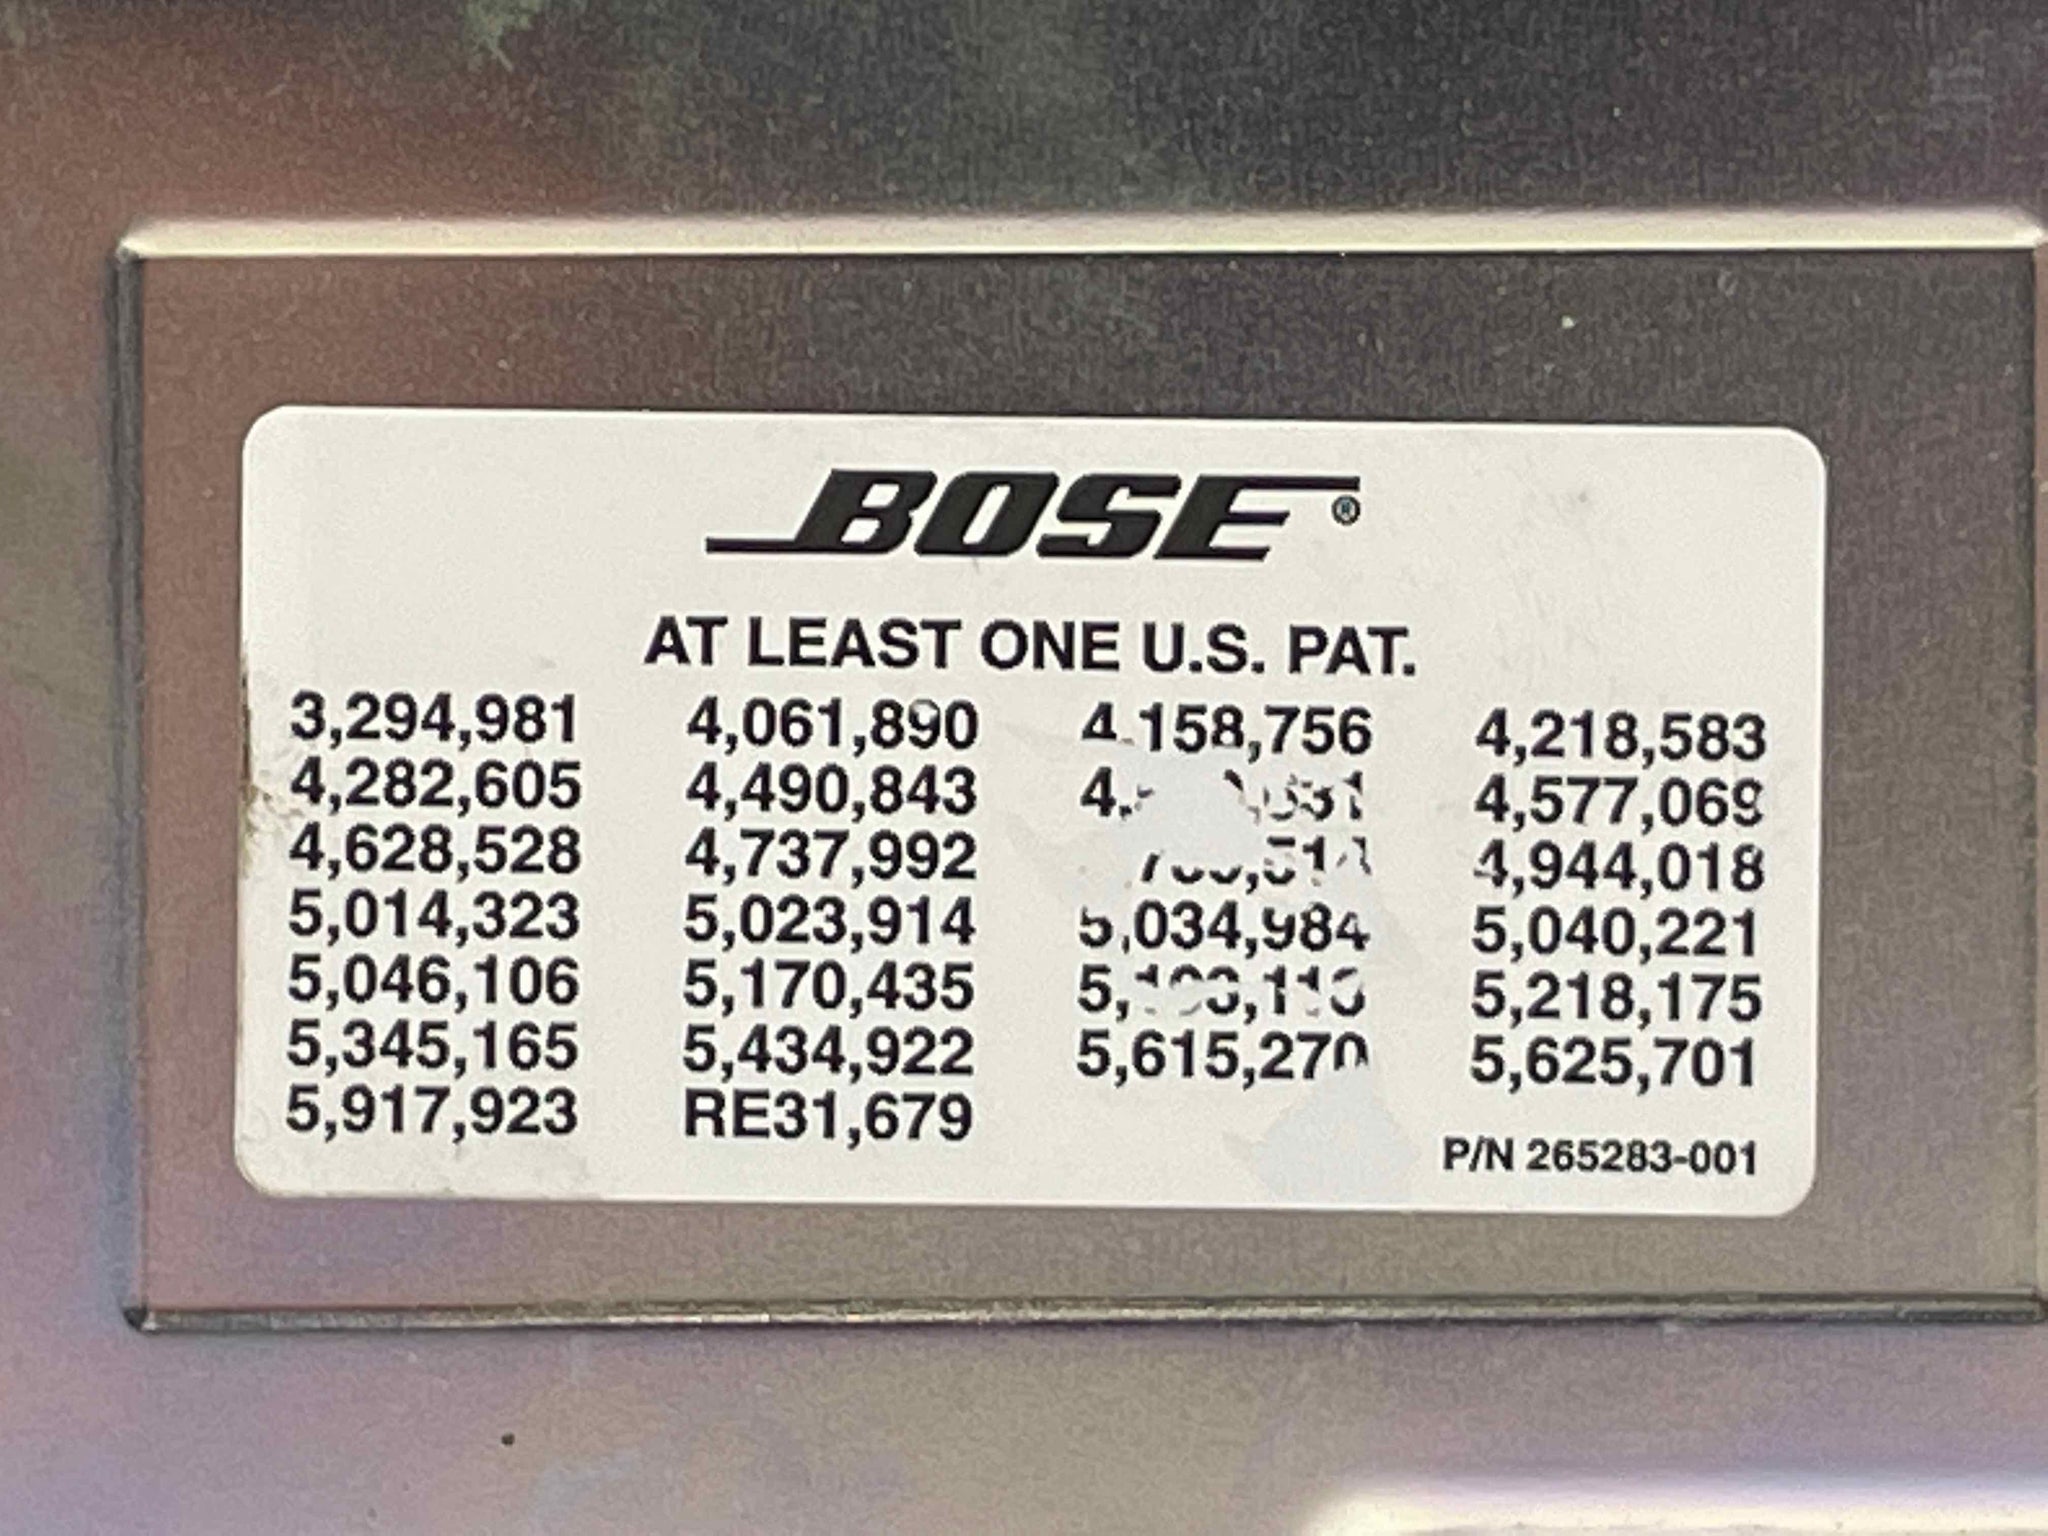 BOSE®
AT LEAST ONE U.S. PAT.
3,294,981 4,061,890 4,158,756 4,218,583
4,282,605 4,490,843 4,577,069
4,628,528 4,737,992 4,944,018
5,014,323 5,023,914 5,034,984 5,040,221
5,046,106 5,170,435 5,218,175
5,345,165 5,434,922 5,615,270 5,625,701
5,917,923 RE31,679
P/N 265283-001